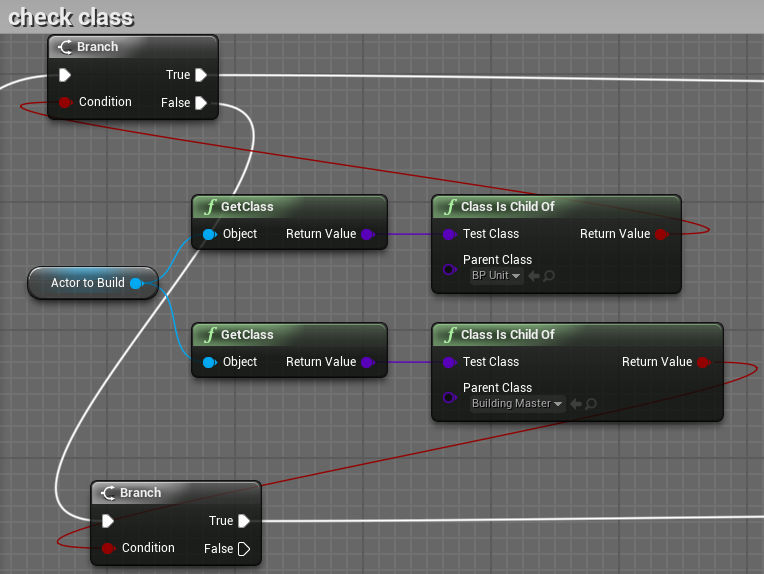 check class
Branch
True
Condition
False
f GetClass
Object
Return Value
f Class Is Child Of
Test Class
Return Value
Parent Class
BP Unit
Actor to Build
f GetClass
Object
Return Value
f Class Is Child Of
Test Class
Return Value
Parent Class
Building Master
Branch
True
Condition
False